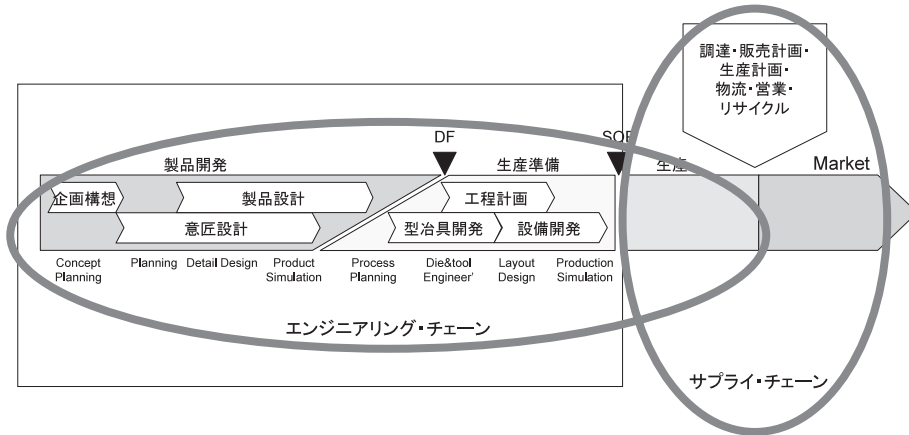 調達・販売計画・
生産計画・
物流・営業・
リサイクル
DF
SOP
製品開発
生産準備
生産
Market
企画構想
製品設計
工程計画
意匠設計
型冶具開発
設備開発
Concept
Planning
Planning
Detail Design
Product
Simulation
Process
Planning
Die&tool
Engineer'
Layout
Design
Production
Simulation
エンジニアリング・チェーン
サプライ・チェーン